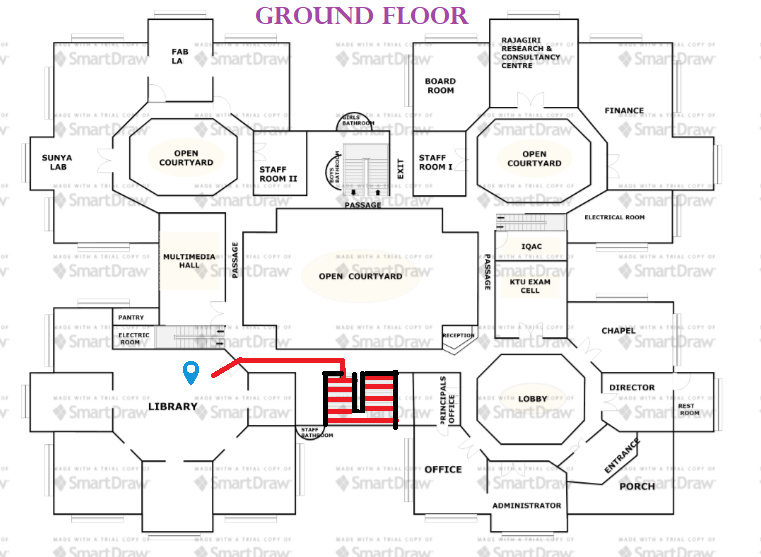 GROUND FLOOR
FAB
LA
RAJAGIRI
RESEARCH &
CONSULTANCY
CENTRE
BOARD
ROOM
FINANCE
GIRLS
BATHROOM
SUNYA
LAB
OPEN
COURTYARD
STAFF
ROOM II
BOYS
BATHROOM
EXIT
STAFF
ROOM I
OPEN
COURTYARD
PASSAGE
ELECTRICAL ROOM
MULTIMEDIA
HALL
PASSAGE
OPEN COURTYARD
PASSAGE
IQAC
KTU EXAM
CELL
PANTRY
ELECTRIC
ROOM
RECEPTION
CHAPEL
LIBRARY
PRINCIPALS
OFFICE
LOBBY
DIRECTOR
REST
ROOM
STAFF
BATHROOM
OFFICE
ENTRANCE
PORCH
ADMINISTRATOR
MADE WITH A TRIAL COPY OF
SmartDraw